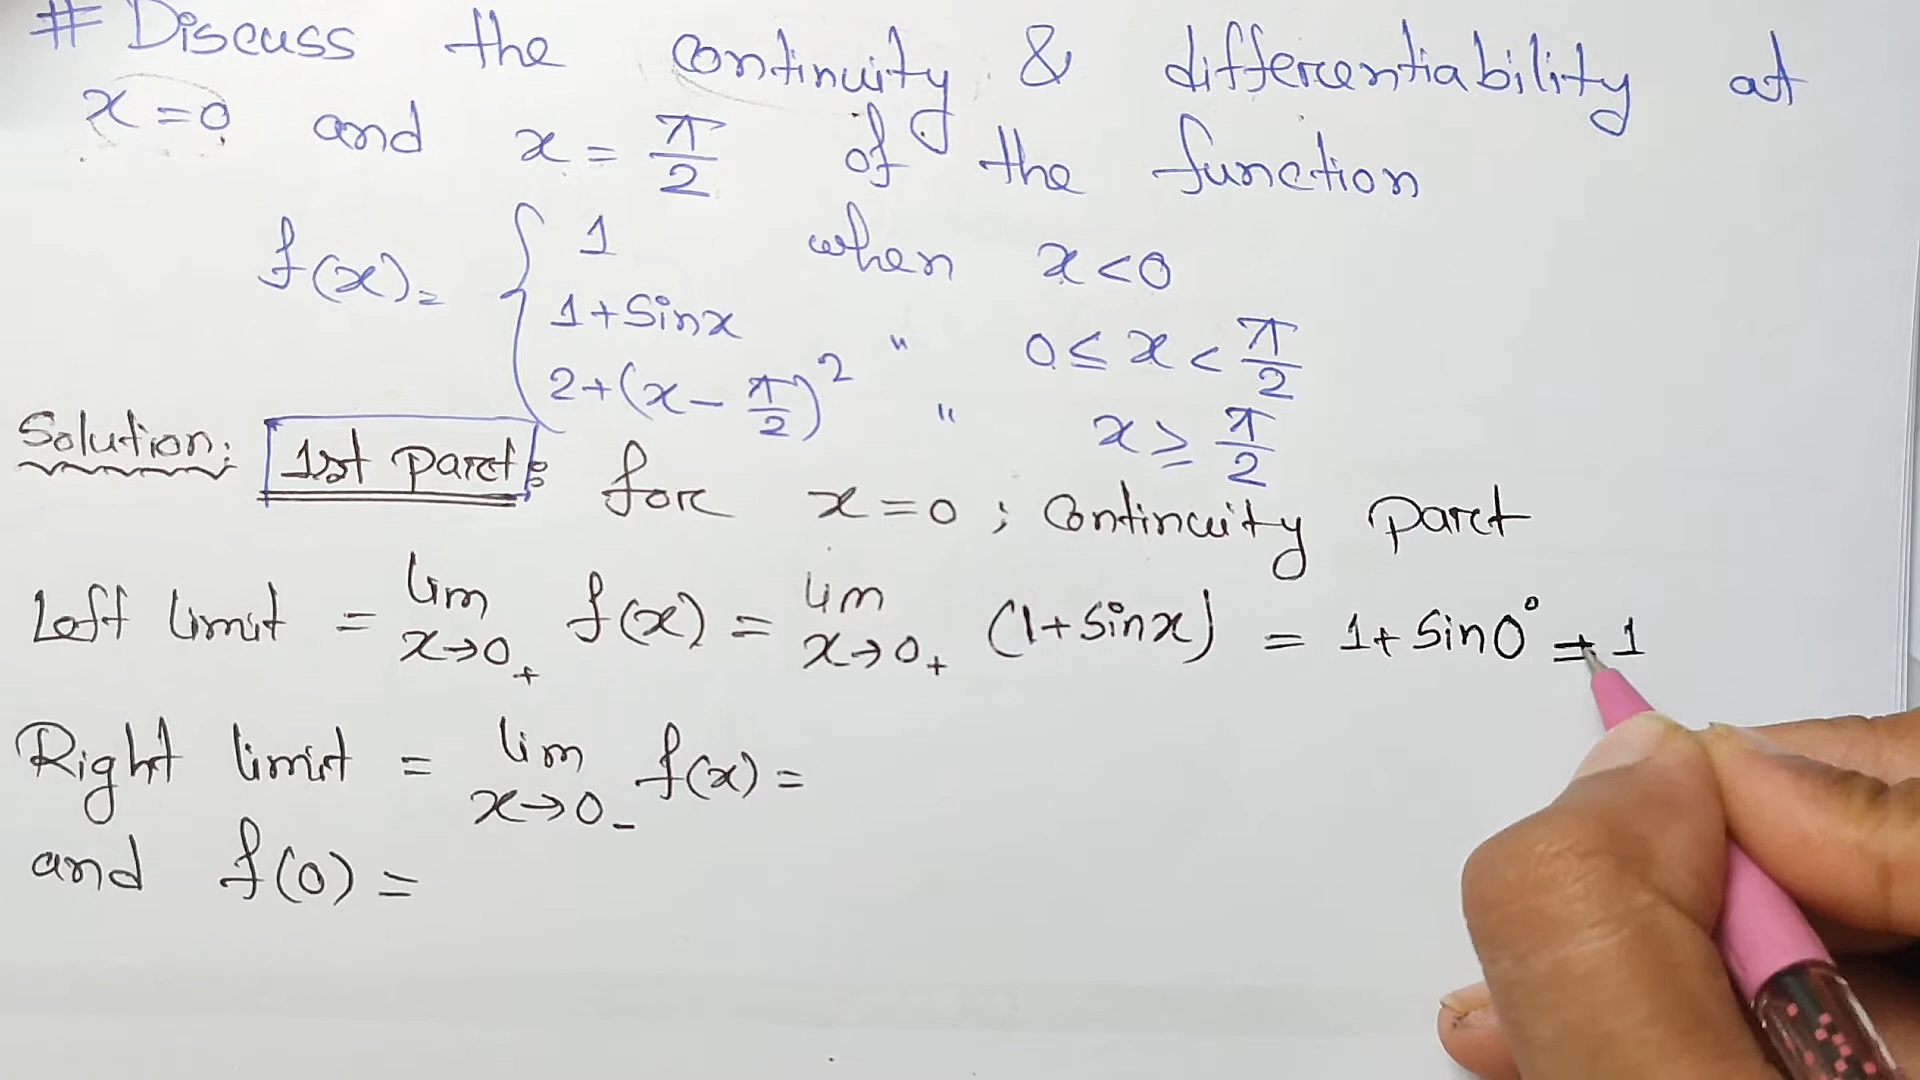 # Discuss the continuity & differentiability at
x=0 and x = π/2 of the function
f(x) = { 1 when x<0
1+Sinx " 0≤x<π/2
2+(x-π/2)² " x≥π/2
Solution: 1st part: for x=0; Continuity part
Left limit = lim x→0+ f(x) = lim x→0+ (1+Sinx) = 1+Sin0° = 1
Right limit = lim x→0- f(x) =
and f(0) =